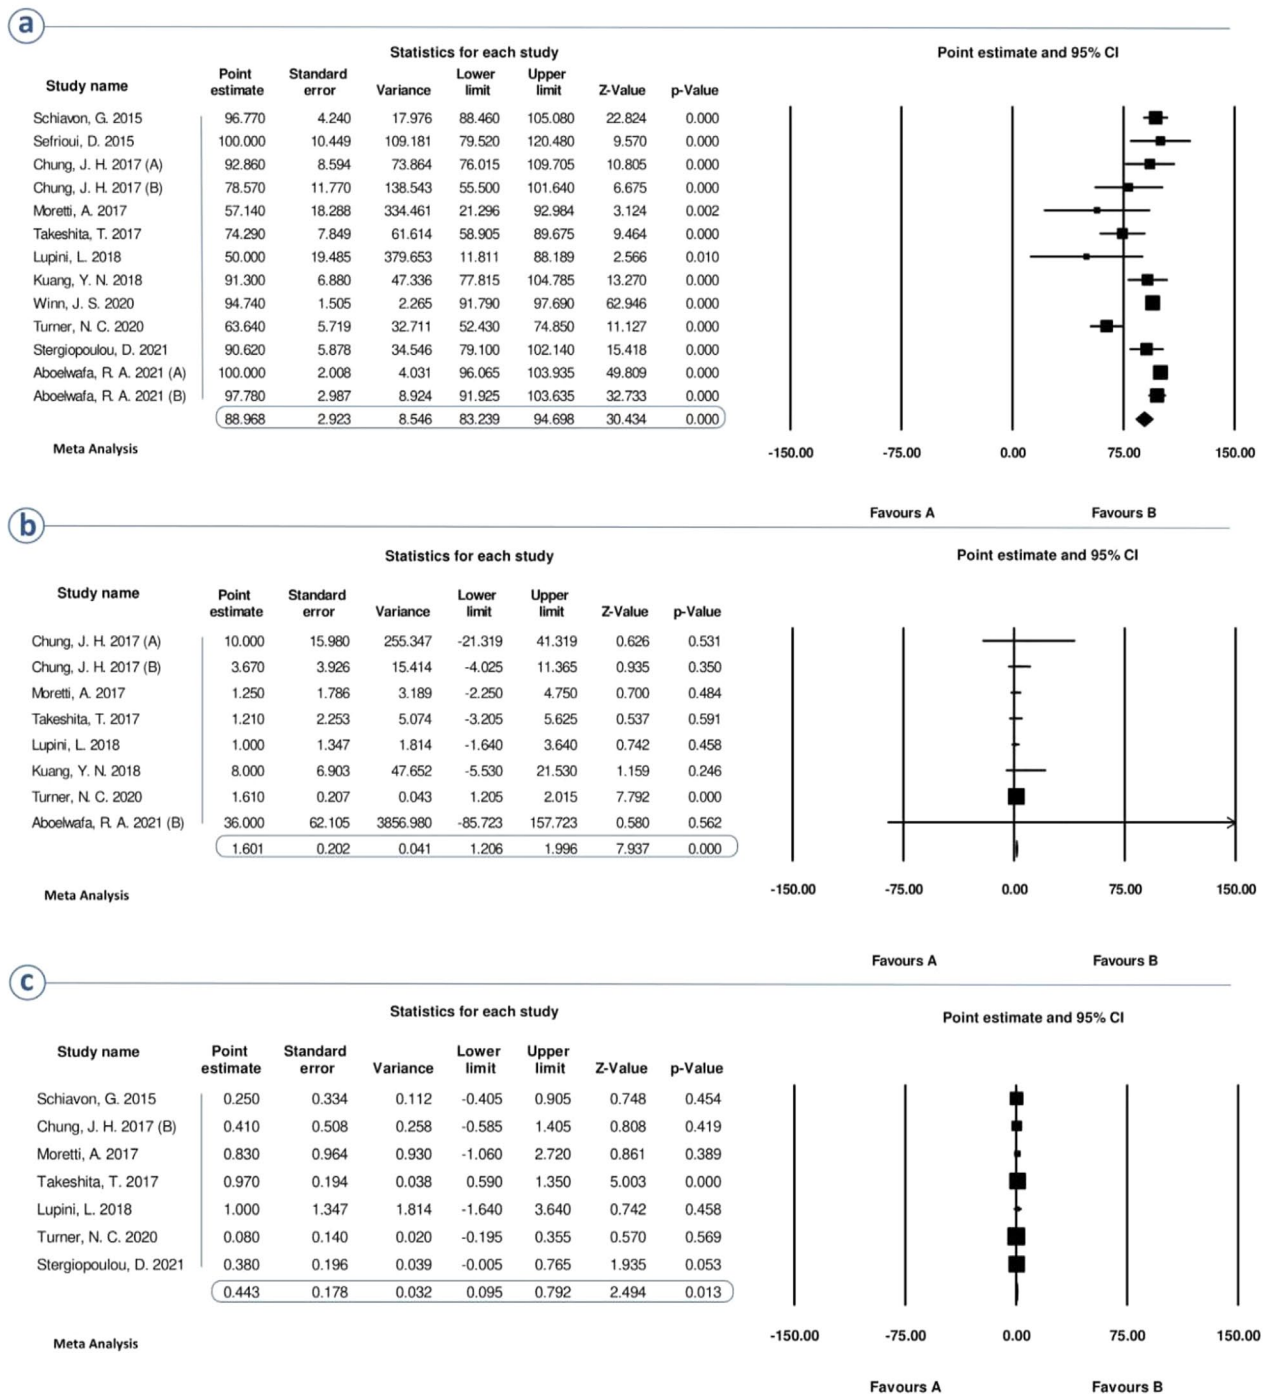 a
Statistics for each study Point estimate and 95% CI
Study name Point estimate Standard error Variance Lower limit Upper limit Z-Value p-Value
Schiavon, G. 2015 96.770 4.240 17.976 88.460 105.080 22.824 0.000
Sefrioui, D. 2015 100.000 10.449 109.181 79.520 120.480 9.570 0.000
Chung, J. H. 2017 (A) 92.860 8.594 73.864 76.015 109.705 10.805 0.000
Chung, J. H. 2017 (B) 78.570 11.770 138.543 55.500 101.640 6.675 0.000
Moretti, A. 2017 57.140 18.288 334.461 21.296 92.984 3.124 0.002
Takeshita, T. 2017 74.290 7.849 61.614 58.905 89.675 9.464 0.000
Lupini, L. 2018 50.000 19.485 379.653 11.811 88.189 2.566 0.010
Kuang, Y. N. 2018 91.300 6.880 47.336 77.815 104.785 13.270 0.000
Winn, J. S. 2020 94.740 1.505 2.265 91.790 97.690 62.946 0.000
Turner, N. C. 2020 63.640 5.719 32.711 52.430 74.850 11.127 0.000
Stergiopoulou, D. 2021 90.620 5.878 34.546 79.100 102.140 15.418 0.000
Aboelwafa, R. A. 2021 (A) 100.000 2.008 4.031 96.065 103.935 49.809 0.000
Aboelwafa, R. A. 2021 (B) 97.780 2.987 8.924 91.925 103.635 32.733 0.000
88.968 2.923 8.546 83.239 94.698 30.434 0.000
Meta Analysis
-150.00 -75.00 0.00 75.00 150.00
Favours A Favours B
b
Statistics for each study Point estimate and 95% CI
Study name Point estimate Standard error Variance Lower limit Upper limit Z-Value p-Value
Chung, J. H. 2017 (A) 10.000 15.980 255.347 -21.319 41.319 0.626 0.531
Chung, J. H. 2017 (B) 3.670 3.926 15.414 -4.025 11.365 0.935 0.350
Moretti, A. 2017 1.250 1.786 3.189 -2.250 4.750 0.700 0.484
Takeshita, T. 2017 1.210 2.253 5.074 -3.205 5.625 0.537 0.591
Lupini, L. 2018 1.000 1.347 1.814 -1.640 3.640 0.742 0.458
Kuang, Y. N. 2018 8.000 6.903 47.652 -5.530 21.530 1.159 0.246
Turner, N. C. 2020 1.610 0.207 0.043 1.205 2.015 7.792 0.000
Aboelwafa, R. A. 2021 (B) 36.000 62.105 3856.980 -85.723 157.723 0.580 0.562
1.601 0.202 0.041 1.206 1.996 7.937 0.000
Meta Analysis
-150.00 -75.00 0.00 75.00 150.00
Favours A Favours B
c
Statistics for each study Point estimate and 95% CI
Study name Point estimate Standard error Variance Lower limit Upper limit Z-Value p-Value
Schiavon, G. 2015 0.250 0.334 0.112 -0.405 0.905 0.748 0.454
Chung, J. H. 2017 (B) 0.410 0.508 0.258 -0.585 1.405 0.808 0.419
Moretti, A. 2017 0.830 0.964 0.930 -1.060 2.720 0.861 0.389
Takeshita, T. 2017 0.970 0.194 0.038 0.590 1.350 5.003 0.000
Lupini, L. 2018 1.000 1.347 1.814 -1.640 3.640 0.742 0.458
Turner, N. C. 2020 0.080 0.140 0.020 -0.195 0.355 0.570 0.569
Stergiopoulou, D. 2021 0.380 0.196 0.039 -0.005 0.765 1.935 0.053
0.443 0.178 0.032 0.095 0.792 2.494 0.013
Meta Analysis
-150.00 -75.00 0.00 75.00 150.00
Favours A Favours B